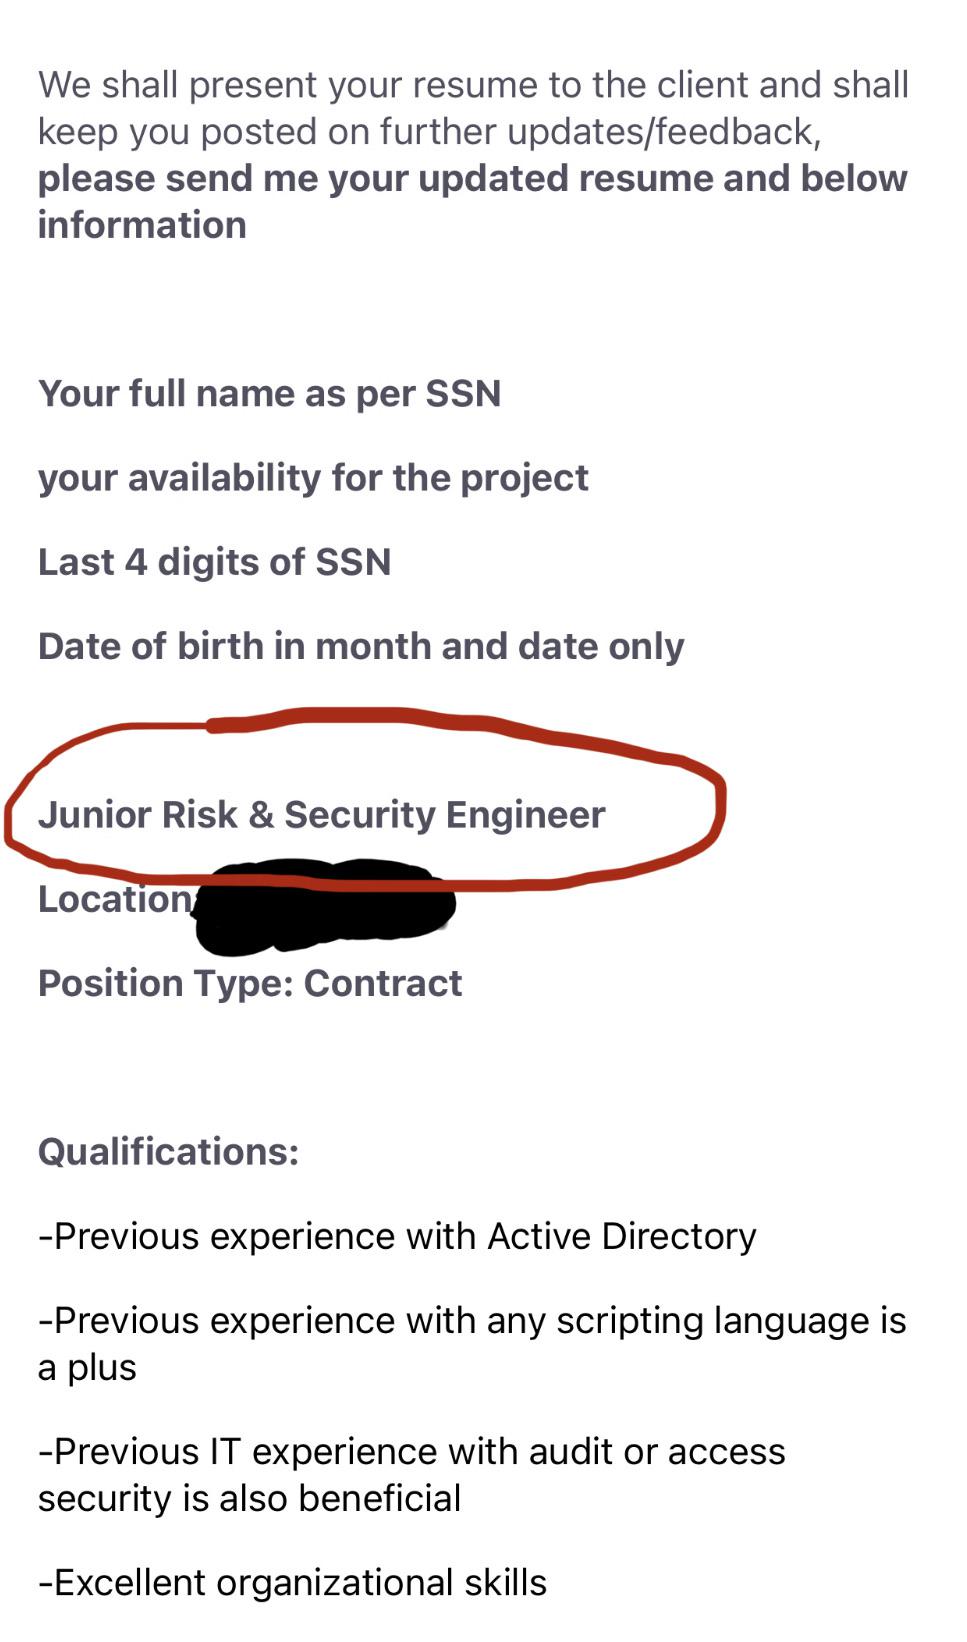 We shall present your resume to the client and shall
keep you posted on further updates/feedback,
please send me your updated resume and below
information
Your full name as per SSN
your availability for the project
Last 4 digits of SSN
Date of birth in month and date only
Junior Risk & Security Engineer
Location:
Position Type: Contract
Qualifications:
-Previous experience with Active Directory
-Previous experience with any scripting language is
a plus
-Previous IT experience with audit or access
security is also beneficial
-Excellent organizational skills